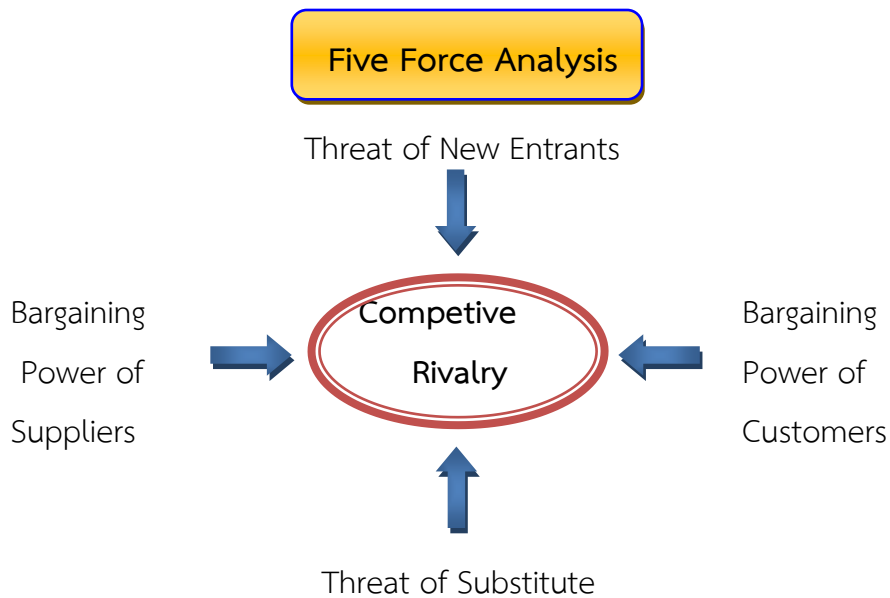 Five Force Analysis
Threat of New Entrants
Bargaining
Power of
Suppliers
Competive
Rivalry
Bargaining
Power of
Customers
Threat of Substitute